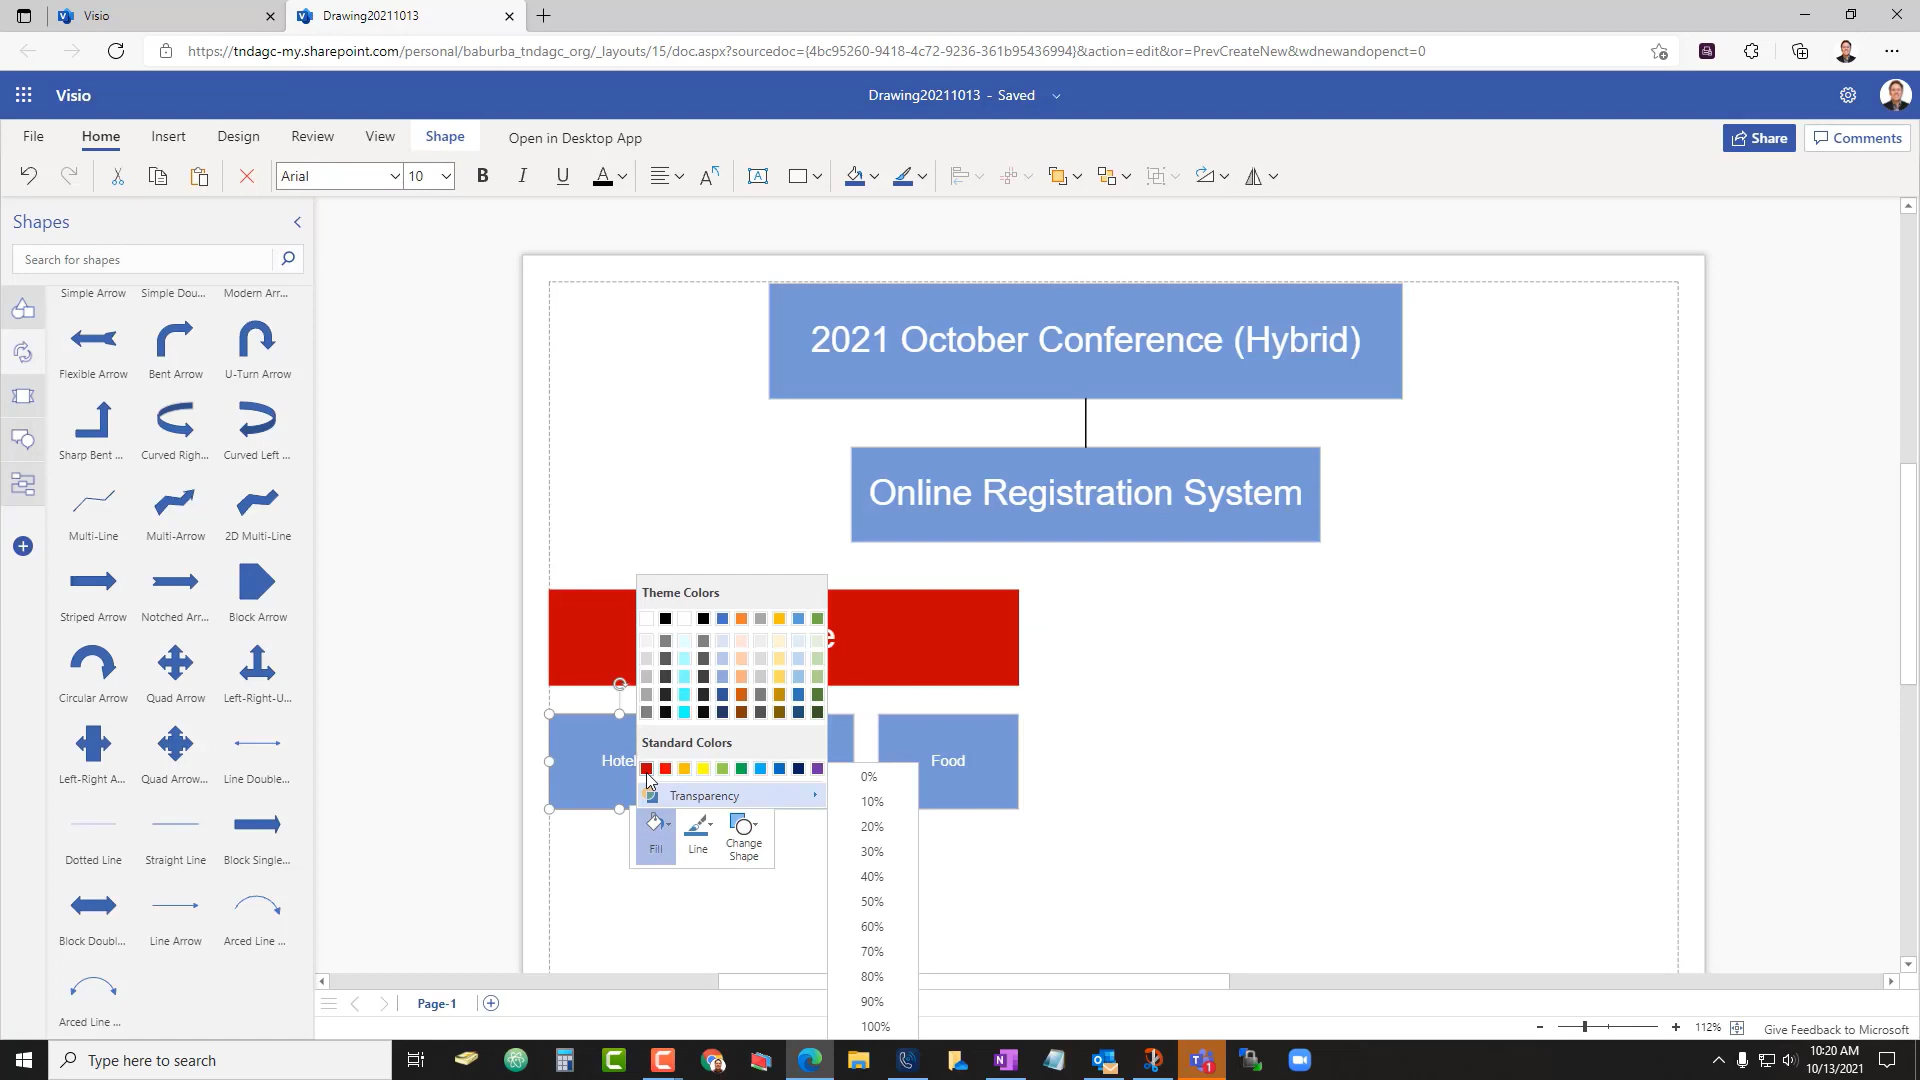 Visio
Drawing20211013
https://tndagc-my.sharepoint.com/personal/baburba_tndagc_org/_layouts/15/doc.aspx?sourcedoc={4bc95260-9418-4c72-9236-361b95436994}&action=edit&or=PrevCreateNew&wdnewandopenct=0
Visio
Drawing20211013 - Saved
File Home Insert Design Review View Shape Open in Desktop App
Share
Comments
Arial
10
B I U A
Shapes
Search for shapes
Simple Arrow Simple Dou... Modern Arr...
Flexible Arrow Bent Arrow U-Turn Arrow
Sharp Bent ... Curved Righ... Curved Left ...
Multi-Line Multi-Arrow 2D Multi-Line
Striped Arrow Notched Arr... Block Arrow
Circular Arrow Quad Arrow Left-Right-U...
Left-Right A... Quad Arrow... Line Double...
Dotted Line Straight Line Block Single...
Block Doubl... Line Arrow Arced Line ...
Arced Line ...
2021 October Conference (Hybrid)
Online Registration System
e
Hotel
Food
Theme Colors
Standard Colors
Transparency
Fill
Line
Change
Shape
0%
10%
20%
30%
40%
50%
60%
70%
80%
90%
100%
Page-1
112%
Give Feedback to Microsoft
Type here to search
10:20 AM
10/13/2021